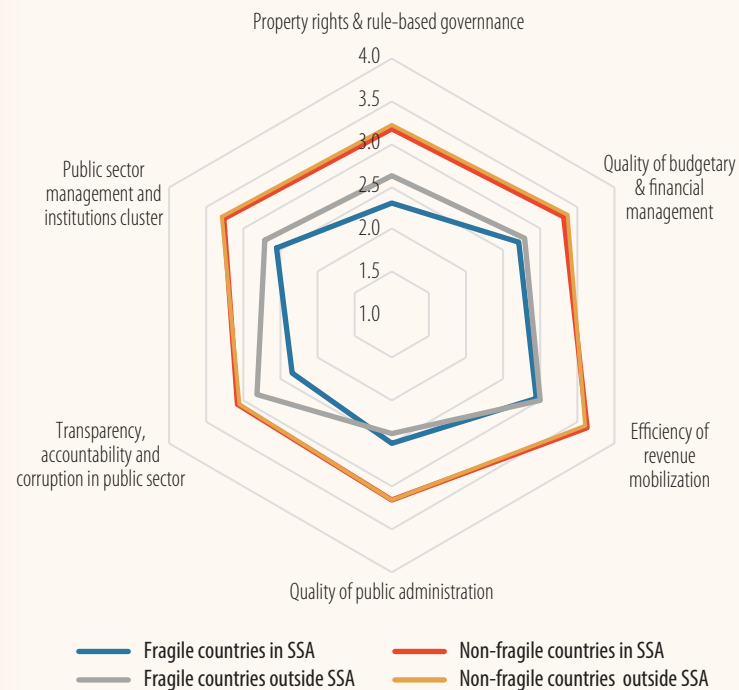 Property rights & rule-based governnance
4.0
3.5
3.0
2.5
2.0
1.5
1.0
Public sector
management and
institutions cluster
Quality of budgetary
& financial
management
Transparency,
accountability and
corruption in public sector
Efficiency of
revenue
mobilization
Quality of public administration
Fragile countries in SSA
Non-fragile countries in SSA
Fragile countries outside SSA
Non-fragile countries outside SSA